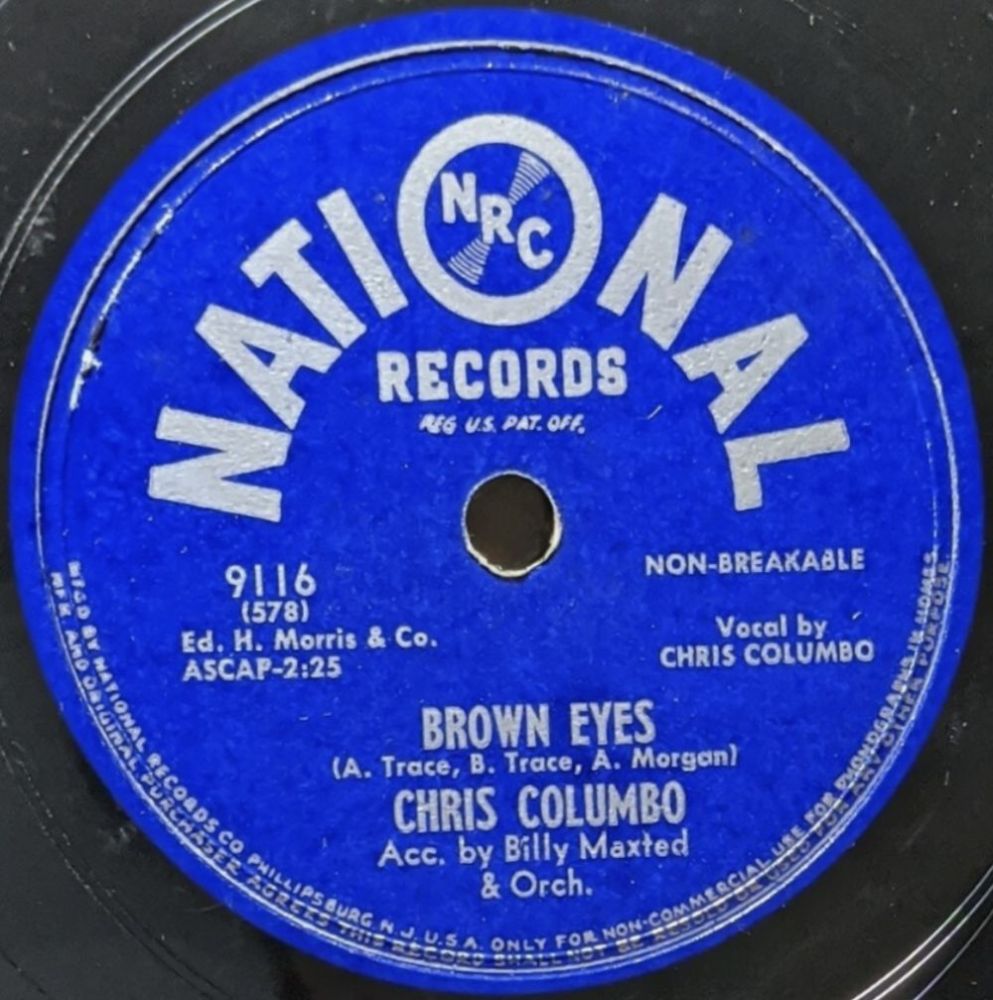 NATIONAL
NRC
RECORDS
REG U.S. PAT. OFF.
9116
(578)
Ed. H. Morris & Co.
ASCAP-2:25
NON-BREAKABLE
Vocal by
CHRIS COLUMBO
BROWN EYES
(A. Trace, B. Trace, A. Morgan)
CHRIS COLUMBO
Acc. by Billy Maxted
& Orch.
MFGD BY NATIONAL RECORDS CO PHILLIPSBURG N. J. U.S.A. ONLY FOR NON-COMMERCIAL USE FOR PHONOGRAPHS IN HOMES.
MFR. AND ORIGINAL PURCHASER AGREES THIS RECORD SHALL NOT BE RESOLD OR USED FOR ANY OTHER PURPOSE